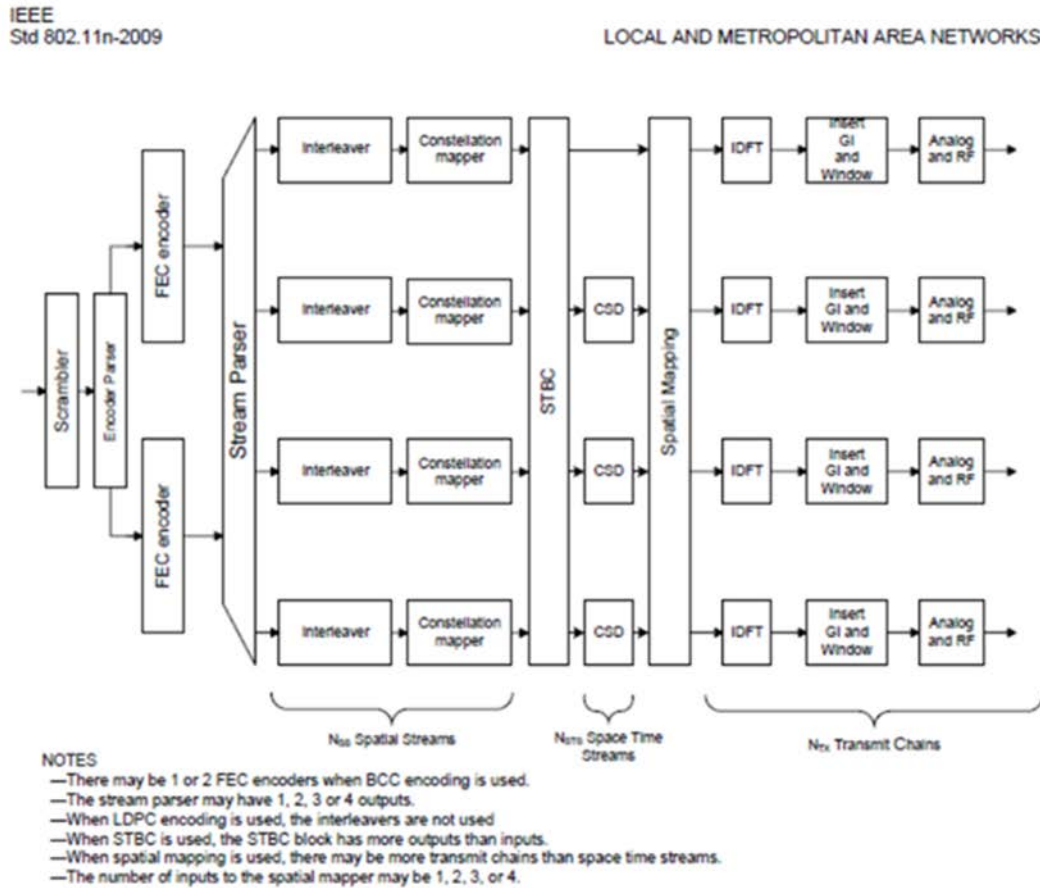 IEEE
Std 802.11n-2009
LOCAL AND METROPOLITAN AREA NETWORKS
Scrambler
Encoder Parser
FEC encoder
FEC encoder
Stream Parser
Interleaver
Constellation
mapper
STBC
Spatial Mapping
IDFT
Insert
GI
and
Window
Analog
and RF
Interleaver
Constellation
mapper
CSD
IDFT
Insert
GI and
Window
Analog
and RF
Interleaver
Constellation
mapper
CSD
IDFT
Insert
GI and
Window
Analog
and RF
Interleaver
Constellation
mapper
CSD
IDFT
Insert
GI and
Window
Analog
and RF
NSS Spatial Streams
NSTS Space Time
Streams
NTX Transmit Chains
NOTES
—There may be 1 or 2 FEC encoders when BCC encoding is used.
—The stream parser may have 1, 2, 3 or 4 outputs.
—When LDPC encoding is used, the interleavers are not used
—When STBC is used, the STBC block has more outputs than inputs.
—When spatial mapping is used, there may be more transmit chains than space time streams.
—The number of inputs to the spatial mapper may be 1, 2, 3, or 4.